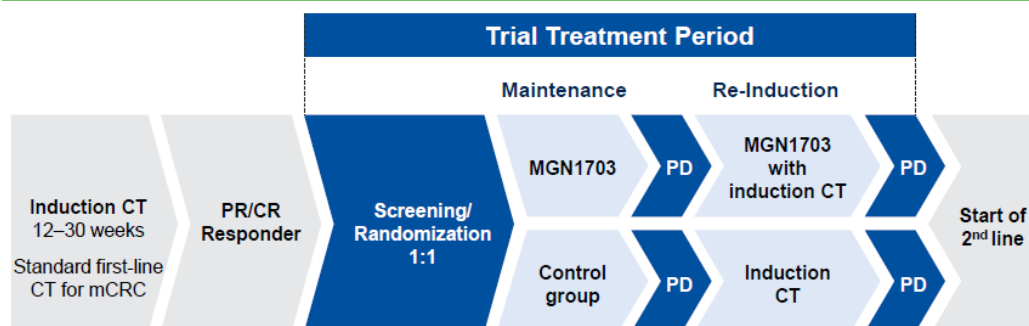 Trial Treatment Period
Maintenance
Re-Induction
Induction CT
12–30 weeks
Standard first-line
CT for mCRC
PR/CR
Responder
Screening/
Randomization
1:1
MGN1703
PD
MGN1703
with
induction CT
PD
Control
group
PD
Induction
CT
PD
Start of
2nd line